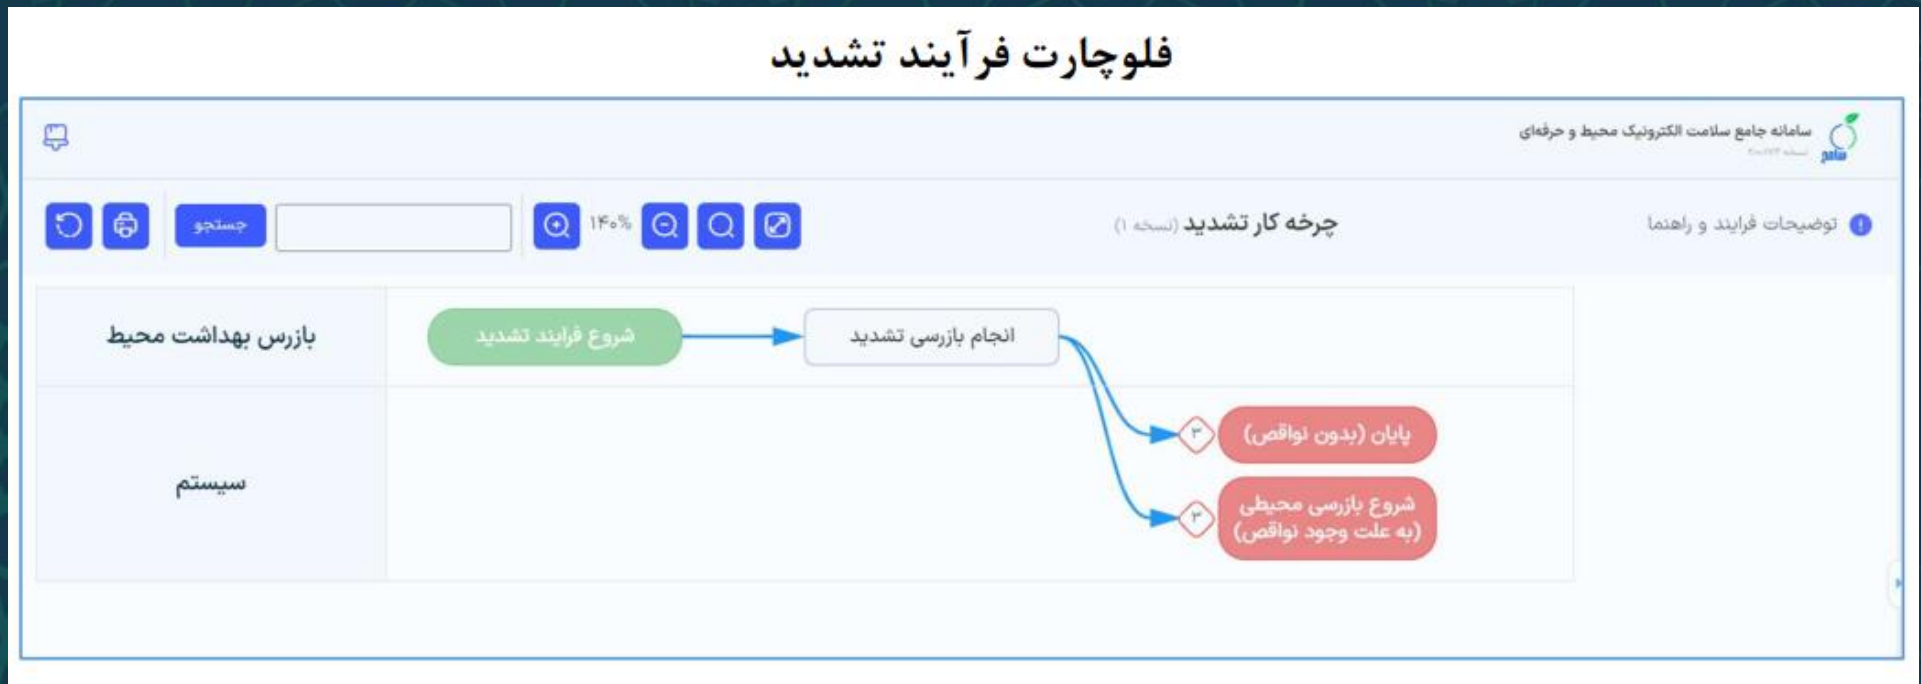 فلوچارت فرآیند تشدید
سامانه جامع سلامت الکترونیک محیط و حرفه‌ای
نسخه
سامح
توضیحات فرایند و راهنما
چرخه کار تشدید (نسخه ۱)
۱۴۰%
جستجو
بازرس بهداشت محیط
شروع فرایند تشدید
انجام بازرسی تشدید
سیستم
۳
پایان (بدون نواقص)
۳
شروع بازرسی محیطی
(به علت وجود نواقص)